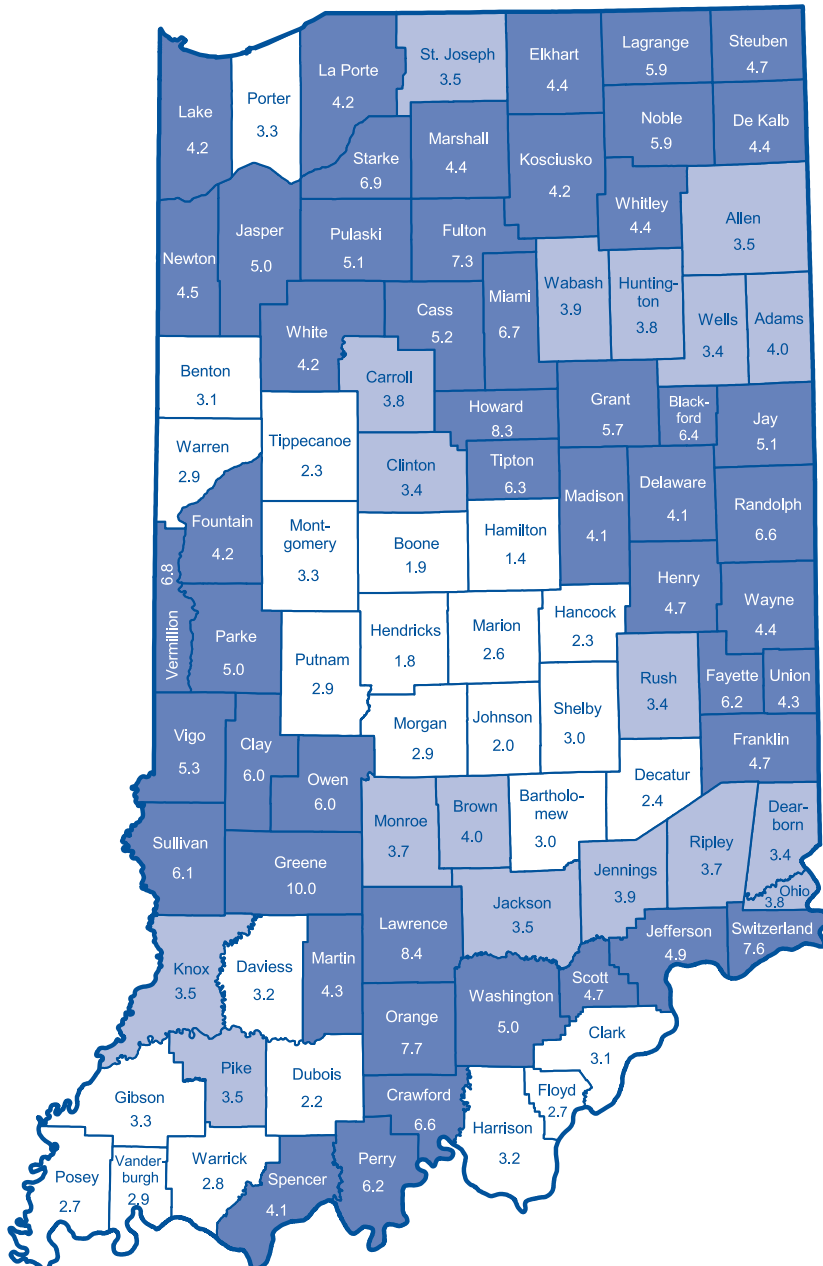 Lake
4.2
Porter
3.3
La Porte
4.2
St. Joseph
3.5
Elkhart
4.4
Lagrange
5.9
Steuben
4.7
Starke
6.9
Marshall
4.4
Kosciusko
4.2
Noble
5.9
De Kalb
4.4
Whitley
4.4
Allen
3.5
Newton
4.5
Jasper
5.0
Pulaski
5.1
Fulton
7.3
Wabash
3.9
Hunting-
ton
3.8
White
4.2
Cass
5.2
Miami
6.7
Wells
3.4
Adams
4.0
Benton
3.1
Carroll
3.8
Howard
8.3
Grant
5.7
Black-
ford
6.4
Jay
5.1
Warren
2.9
Tippecanoe
2.3
Clinton
3.4
Tipton
6.3
Madison
4.1
Delaware
4.1
Randolph
6.6
Fountain
4.2
Mont-
gomery
3.3
Boone
1.9
Hamilton
1.4
Vermillion
6.8
Parke
5.0
Putnam
2.9
Hendricks
1.8
Marion
2.6
Hancock
2.3
Henry
4.7
Wayne
4.4
Rush
3.4
Fayette
6.2
Union
4.3
Vigo
5.3
Clay
6.0
Owen
6.0
Morgan
2.9
Johnson
2.0
Shelby
3.0
Decatur
2.4
Franklin
4.7
Sullivan
6.1
Greene
10.0
Monroe
3.7
Brown
4.0
Bartholo-
mew
3.0
Jennings
3.9
Ripley
3.7
Dear-
born
3.4
Ohio
3.8
Knox
3.5
Daviess
3.2
Martin
4.3
Lawrence
8.4
Jackson
3.5
Scott
4.7
Jefferson
4.9
Switzerland
7.6
Orange
7.7
Washington
5.0
Clark
3.1
Gibson
3.3
Pike
3.5
Dubois
2.2
Crawford
6.6
Harrison
3.2
Floyd
2.7
Posey
2.7
Vander-
burgh
2.9
Warrick
2.8
Spencer
4.1
Perry
6.2